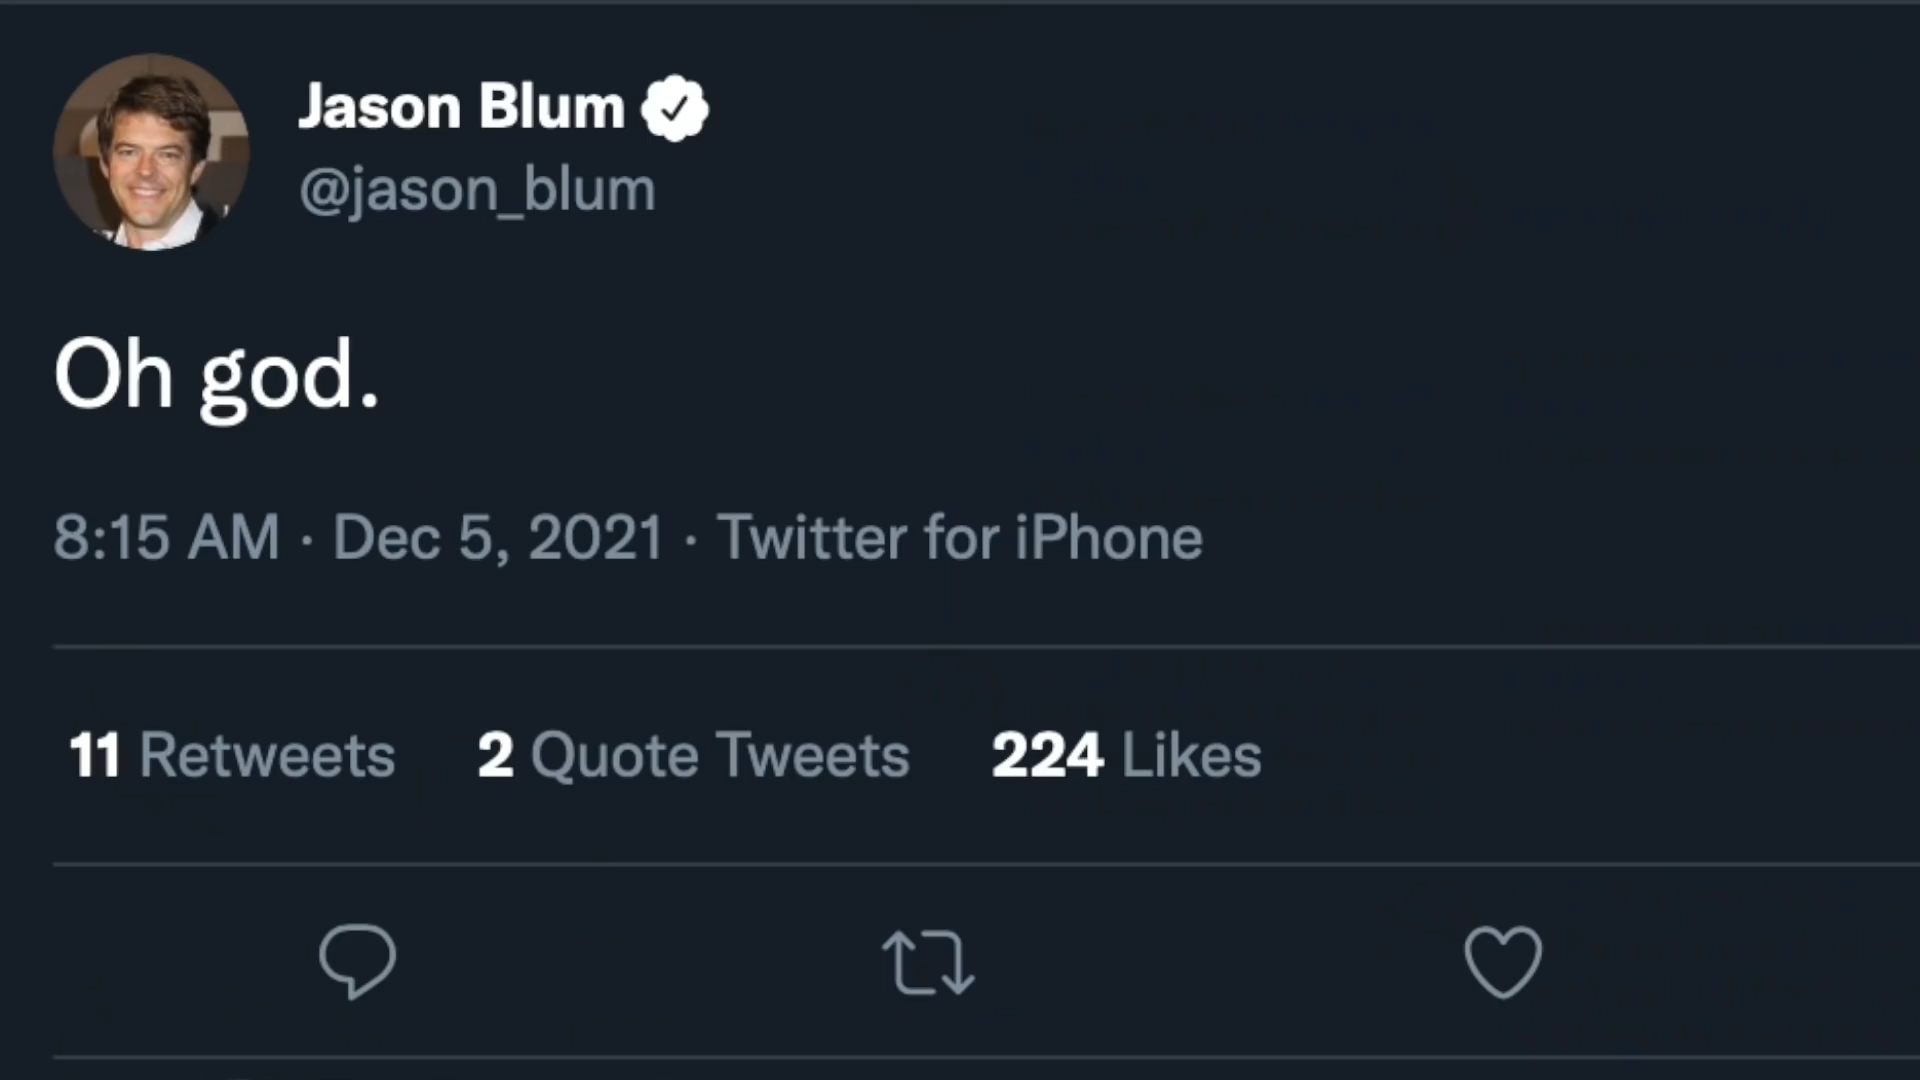 Jason Blum
@jason_blum
Oh god.
8:15 AM · Dec 5, 2021 · Twitter for iPhone
11 Retweets 2 Quote Tweets 224 Likes